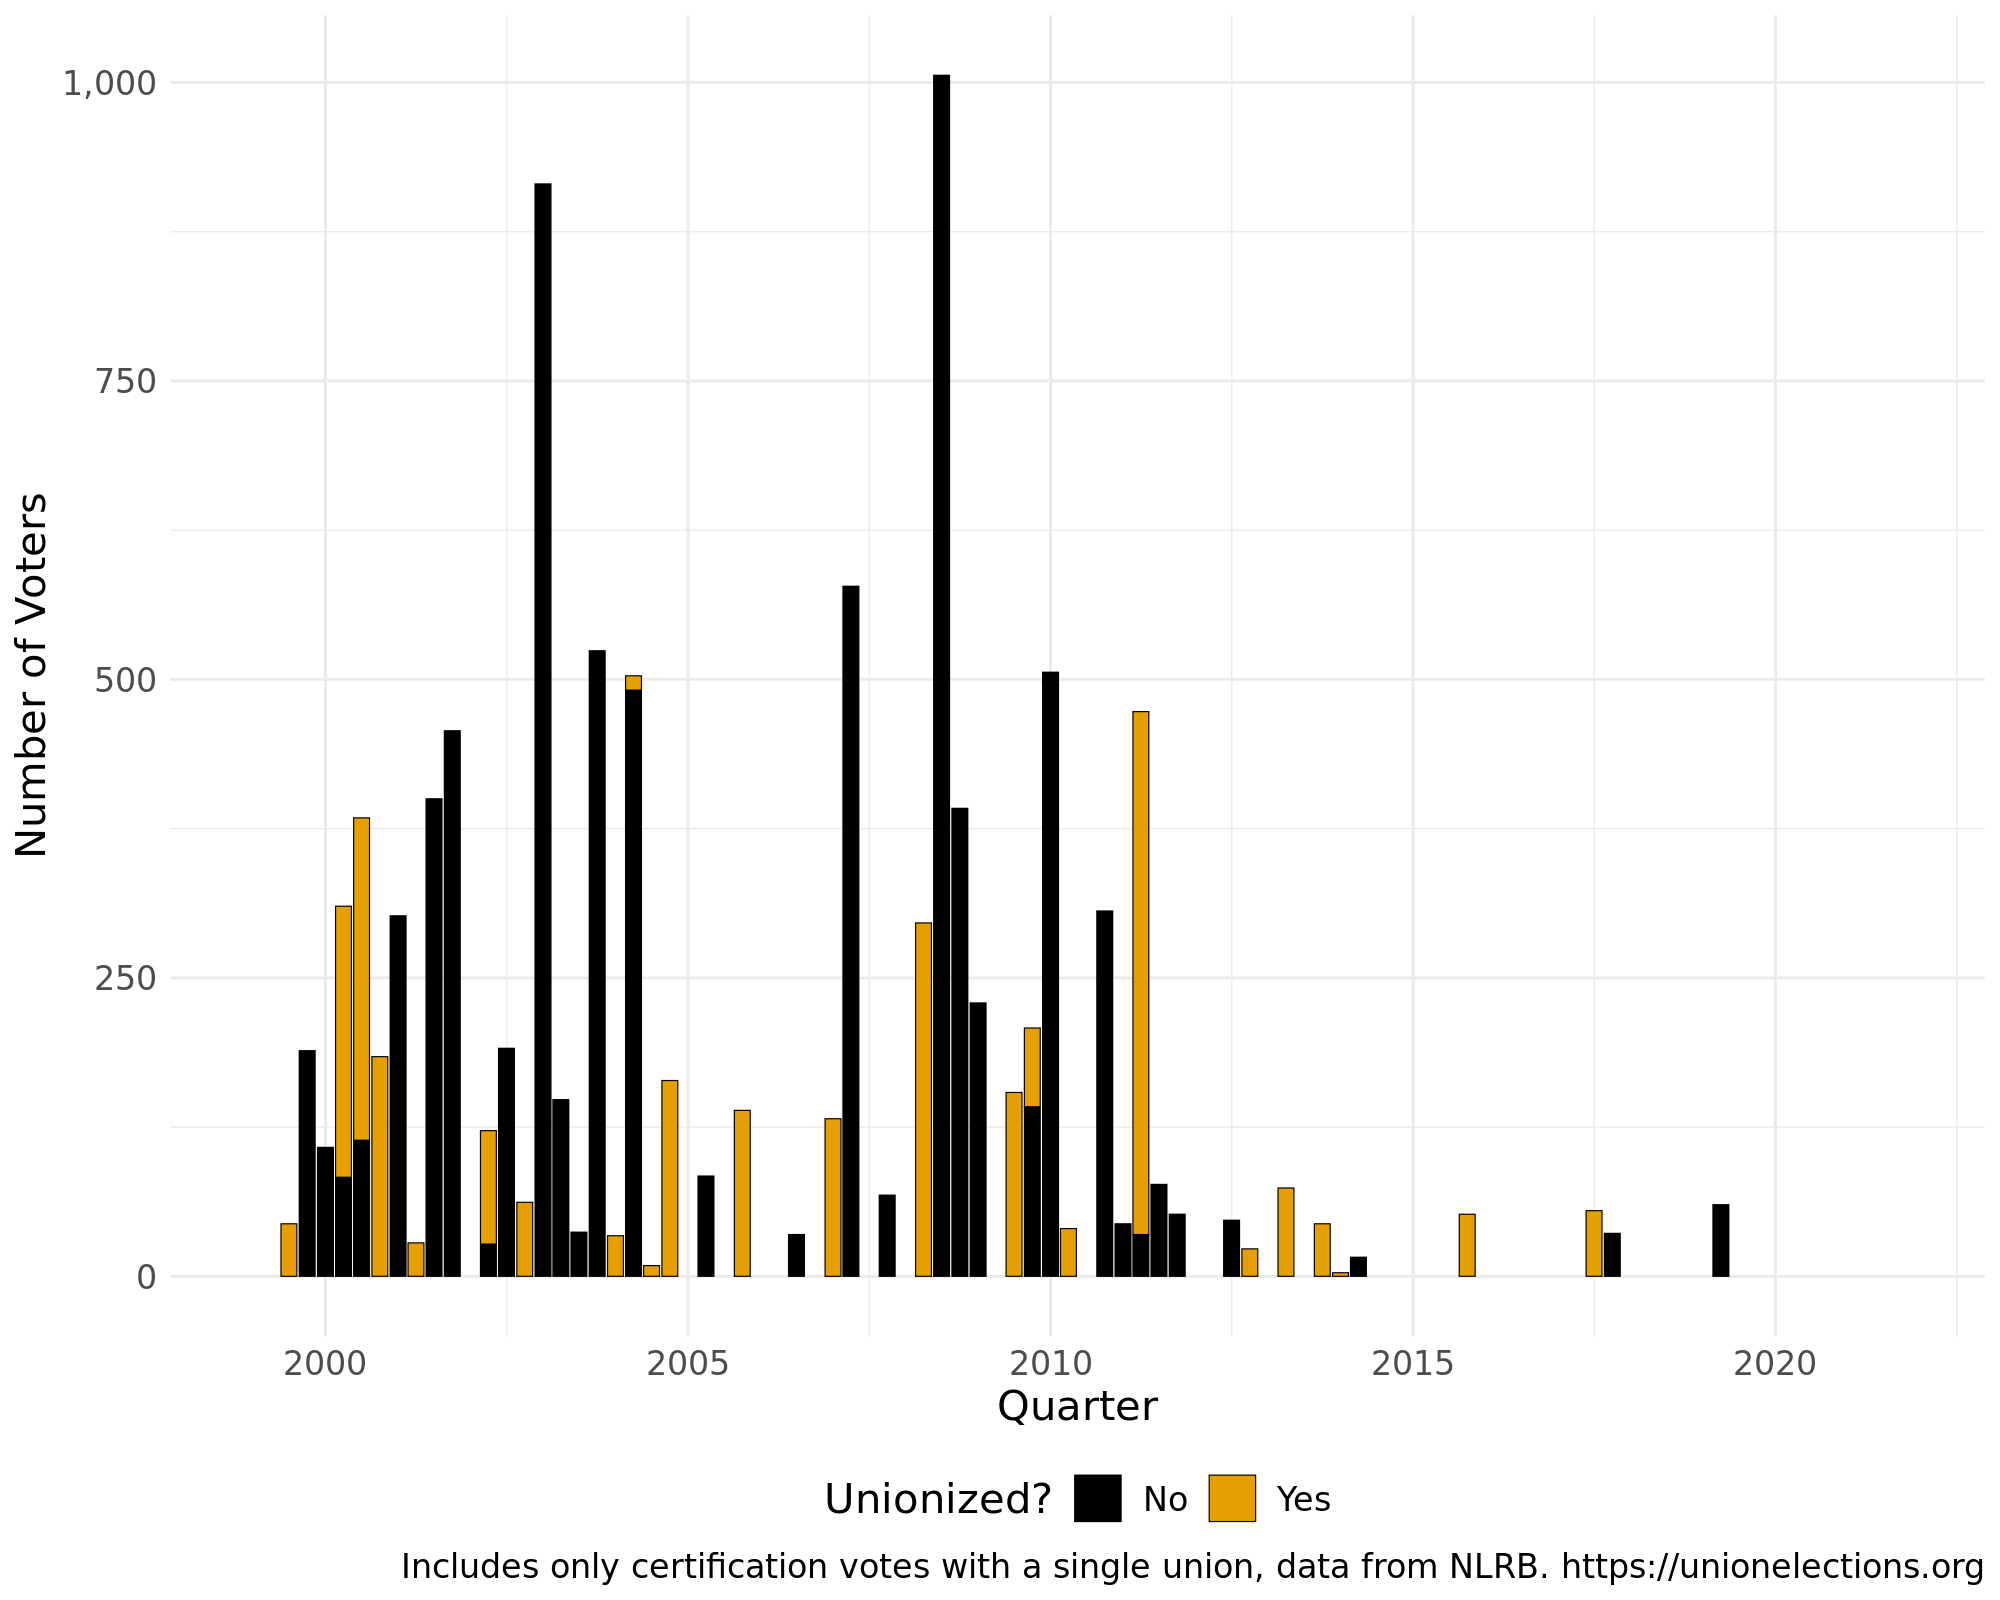 1,000
750
500
250
0
Number of Voters
2000 2005 2010 2015 2020
Quarter
Unionized? No Yes
Includes only certification votes with a single union, data from NLRB. https://unionelections.org